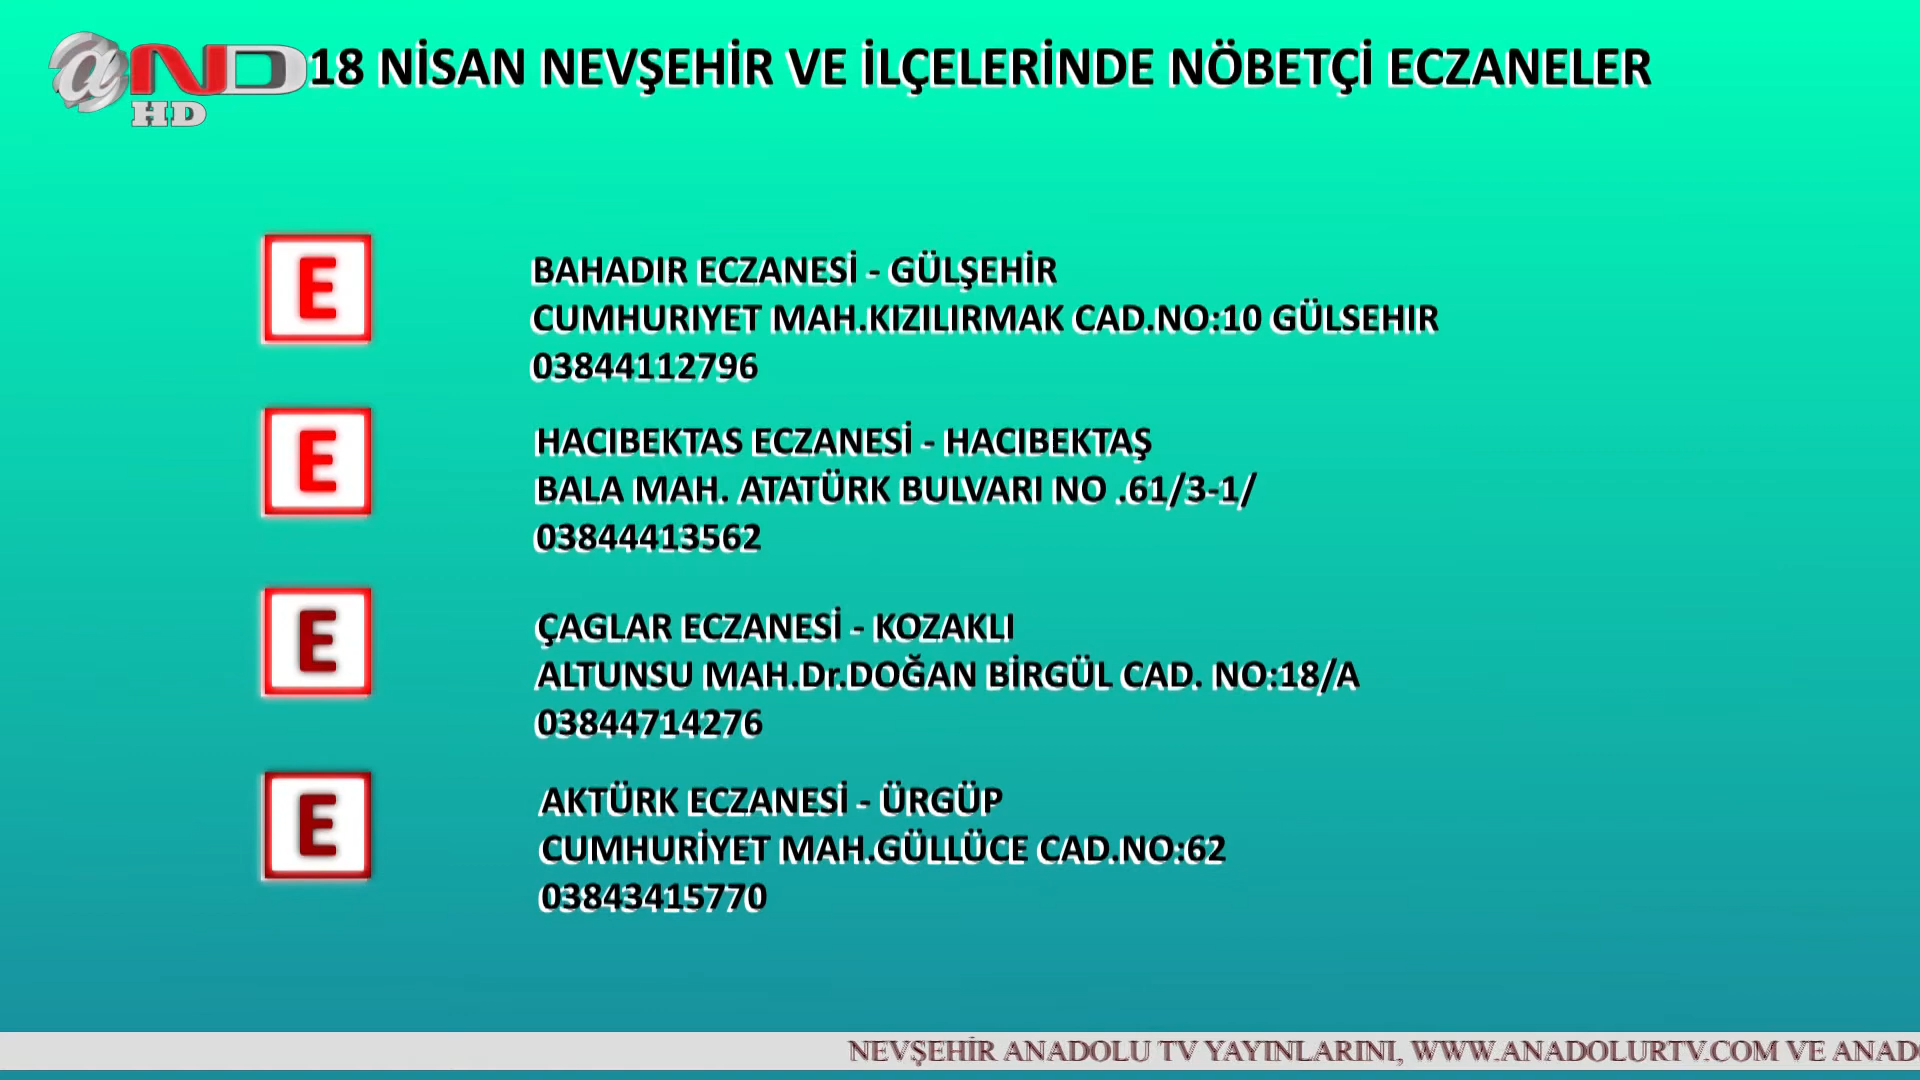 @ND HD
18 NİSAN NEVŞEHİR VE İLÇELERİNDE NÖBETÇİ ECZANELER
E
BAHADIR ECZANESİ - GÜLŞEHİR
CUMHURIYET MAH.KIZILIRMAK CAD.NO:10 GÜLSEHIR
03844112796
E
HACIBEKTAS ECZANESİ - HACIBEKTAŞ
BALA MAH. ATATÜRK BULVARI NO .61/3-1/
03844413562
E
ÇAGLAR ECZANESİ - KOZAKLI
ALTUNSU MAH.Dr.DOĞAN BİRGÜL CAD. NO:18/A
03844714276
E
AKTÜRK ECZANESİ - ÜRGÜP
CUMHURİYET MAH.GÜLLÜCE CAD.NO:62
03843415770
NEVŞEHİR ANADOLU TV YAYINLARINI, WWW.ANADOLURTV.COM VE ANADO